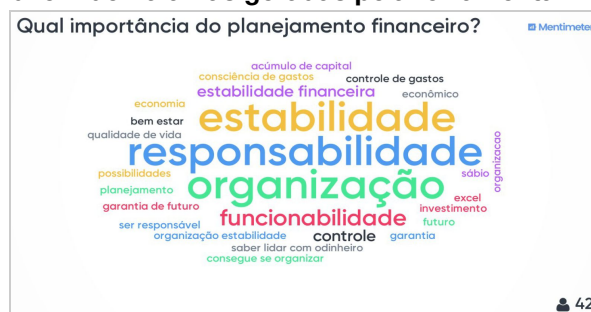 Qual importância do planejamento financeiro?
Mentimeter
acúmulo de capital
consciência de gastos
controle de gastos
estabilidade financeira
econômico
economia
estabilidade
bem estar
qualidade de vida
responsabilidade
organizacao
possibilidades
sábio
planejamento
organização
excel
garantia de futuro
investimento
funcionabilidade
futuro
ser responsável
organização estabilidade
controle
garantia
saber lidar com odinheiro
consegue se organizar
42